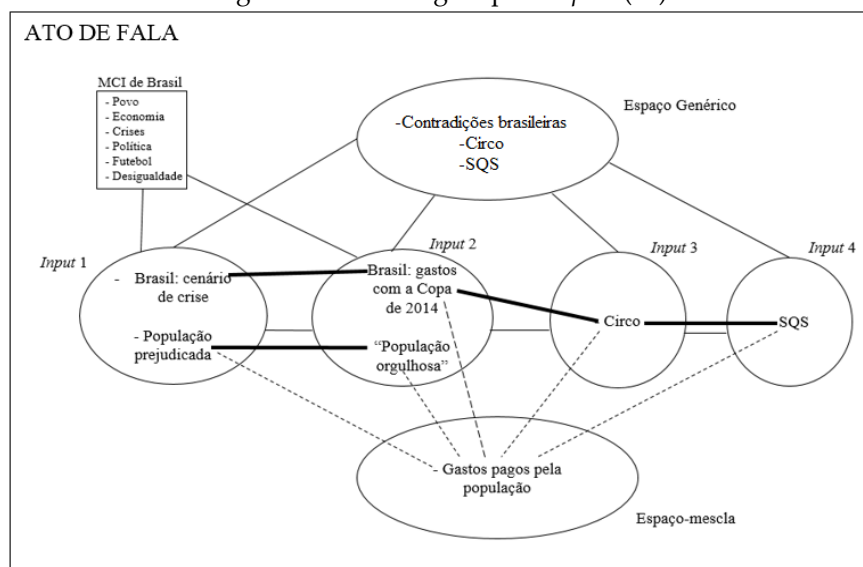 ATO DE FALA
MCI de Brasil
- Povo
- Economia
- Crises
- Política
- Futebol
- Desigualdade
-Contradições brasileiras
-Circo
-SQS
Espaço Genérico
Input 1
- Brasil: cenário
de crise
- População
prejudicada
Input 2
Brasil: gastos
com a Copa
de 2014
“População
orgulhosa”
Input 3
Circo
Input 4
SQS
- Gastos pagos pela
população
Espaço-mescla